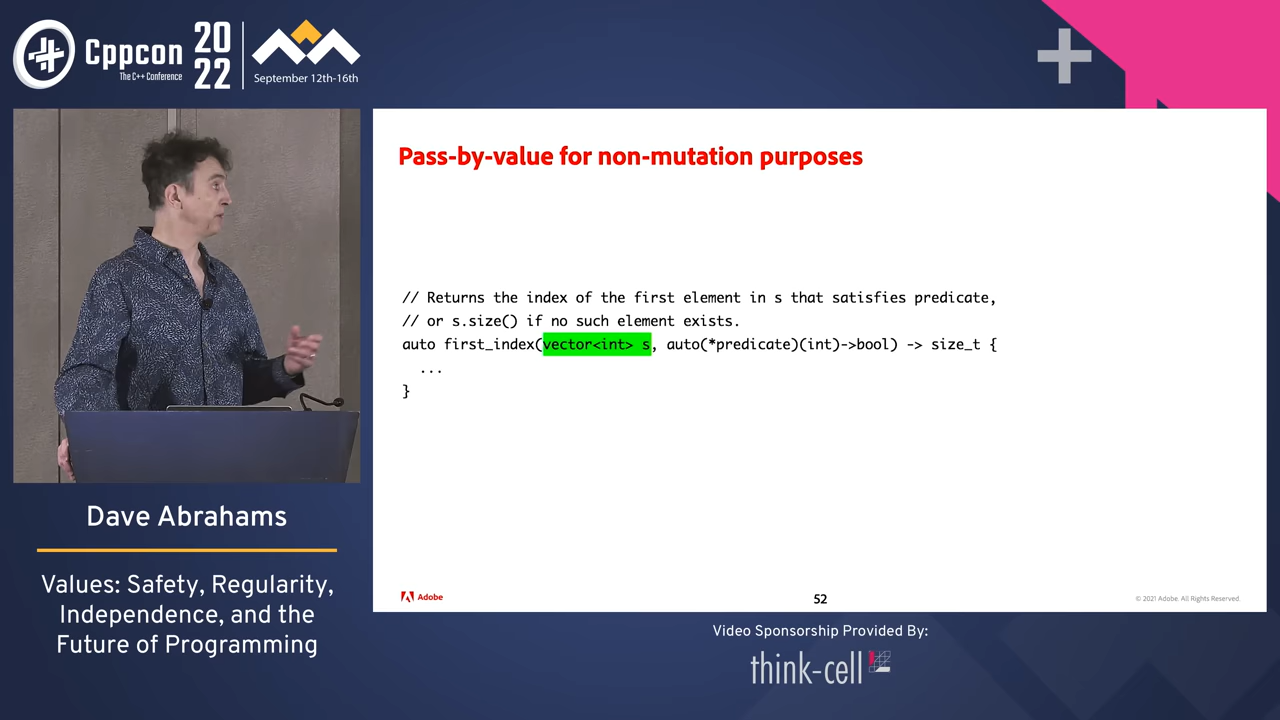 Cppcon
The C++ Conference
20
22
September 12th-16th
Pass-by-value for non-mutation purposes
// Returns the index of the first element in s that satisfies predicate,
// or s.size() if no such element exists.
auto first_index(vector<int> s, auto(*predicate)(int)->bool) -> size_t {
...
}
Adobe
52
© 2021 Adobe. All Rights Reserved.
Dave Abrahams
Values: Safety, Regularity,
Independence, and the
Future of Programming
Video Sponsorship Provided By:
think-cell